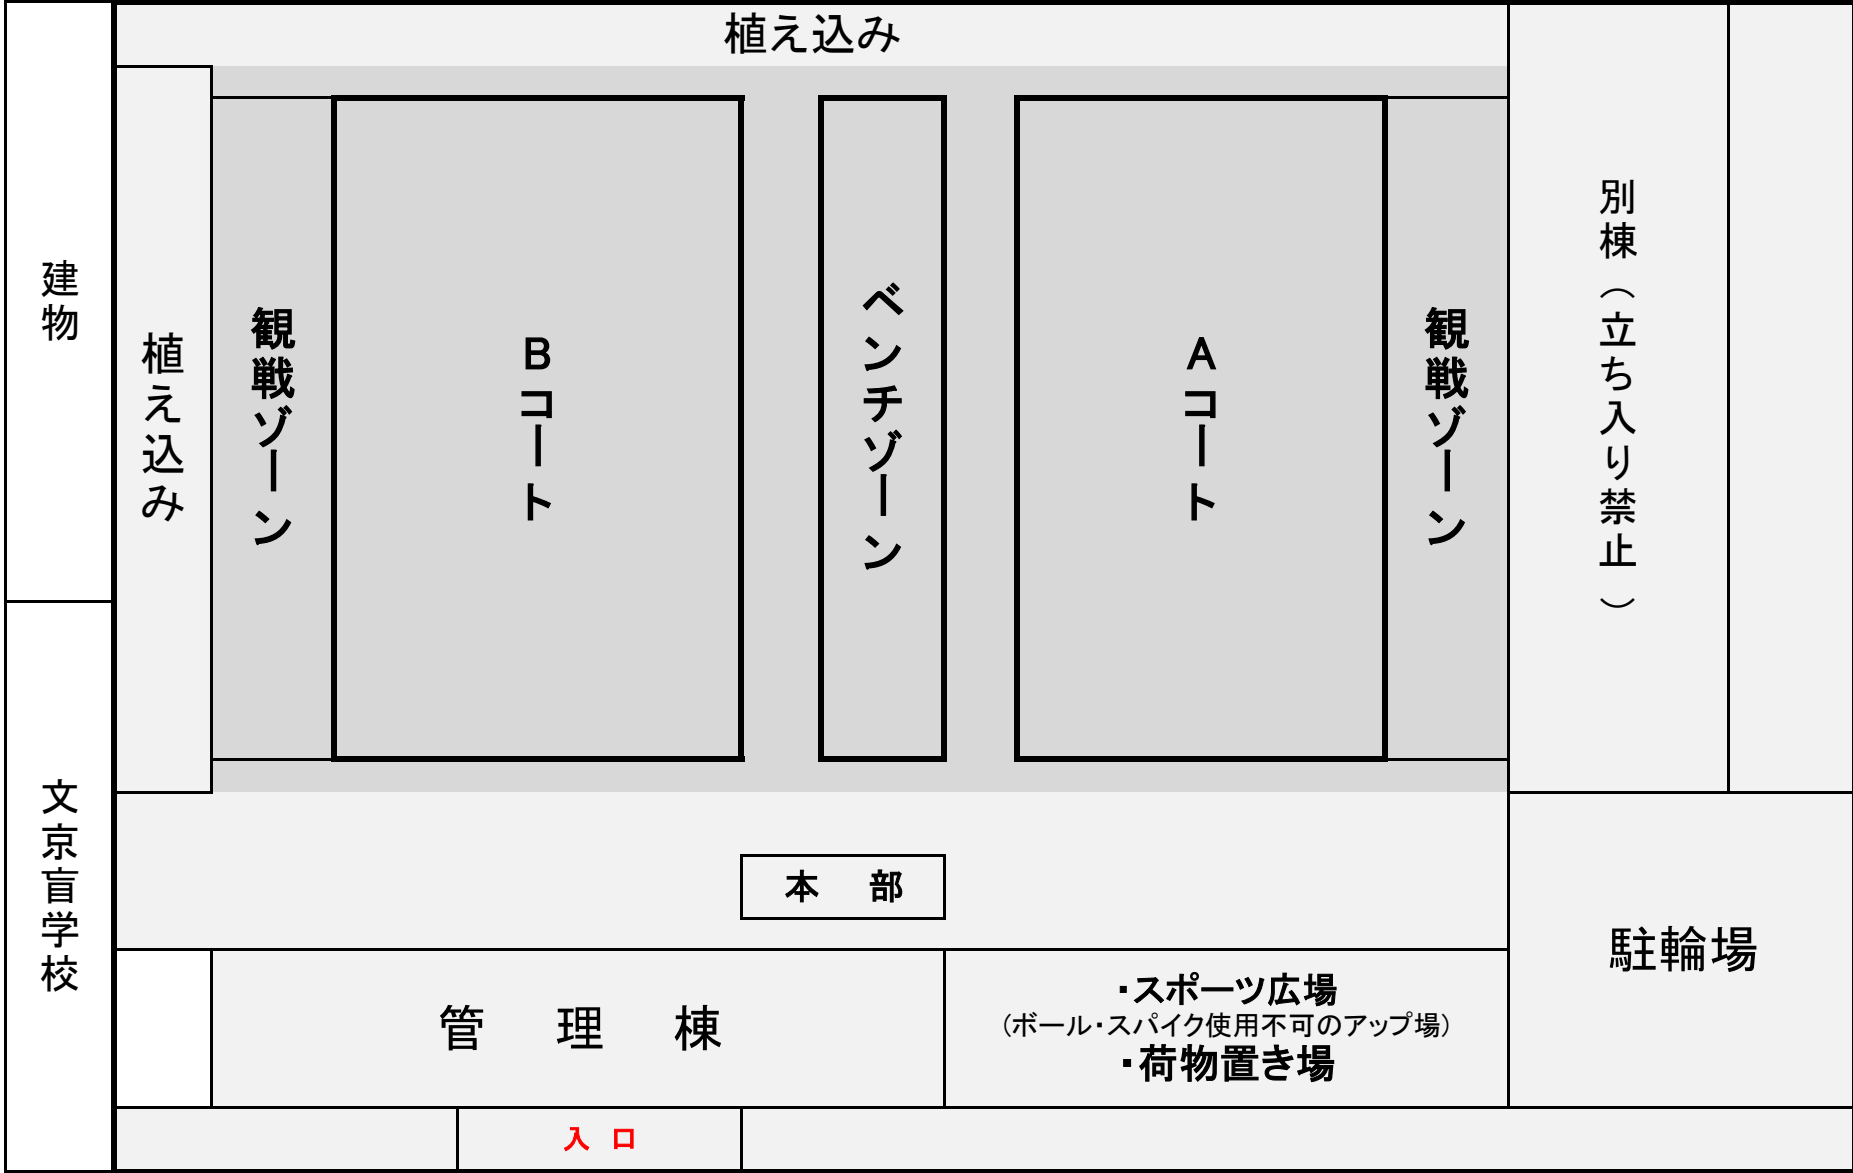 植え込み
建物
植え込み
観戦ゾーン
Bコート
ベンチゾーン
Aコート
観戦ゾーン
別棟（立ち入り禁止）
文京盲学校
本　部
駐輪場
管　理　棟
・スポーツ広場
（ボール・スパイク使用不可のアップ場）
・荷物置き場
入　口